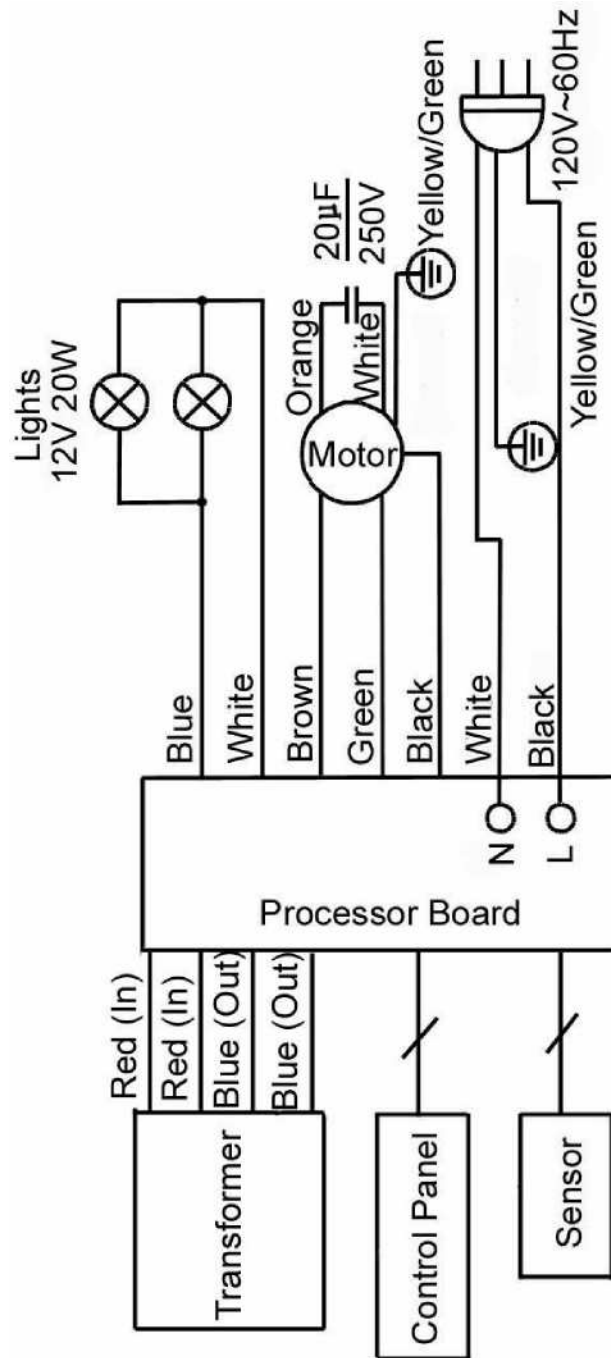 Lights
12V 20W
Orange
White
20µF
250V
Yellow/Green
120V~60Hz
Yellow/Green
Motor
Blue
White
Brown
Green
Black
White
Black
N
L
Processor Board
Red (In)
Red (In)
Blue (Out)
Blue (Out)
Transformer
Control Panel
Sensor